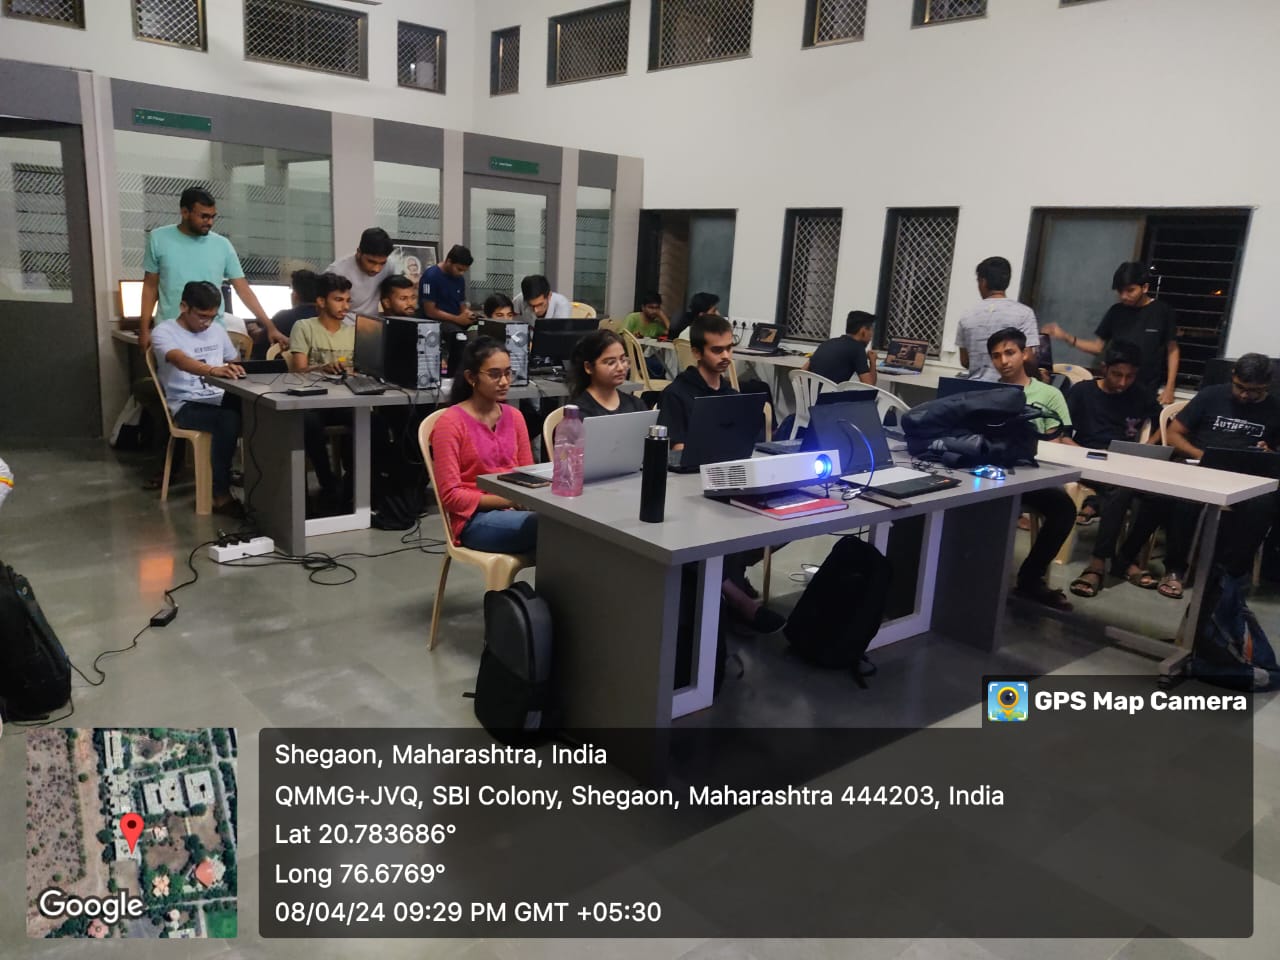 AUTHENTIC
GPS Map Camera
Google
Shegaon, Maharashtra, India
QMMG+JVQ, SBI Colony, Shegaon, Maharashtra 444203, India
Lat 20.783686°
Long 76.6769°
08/04/24 09:29 PM GMT +05:30